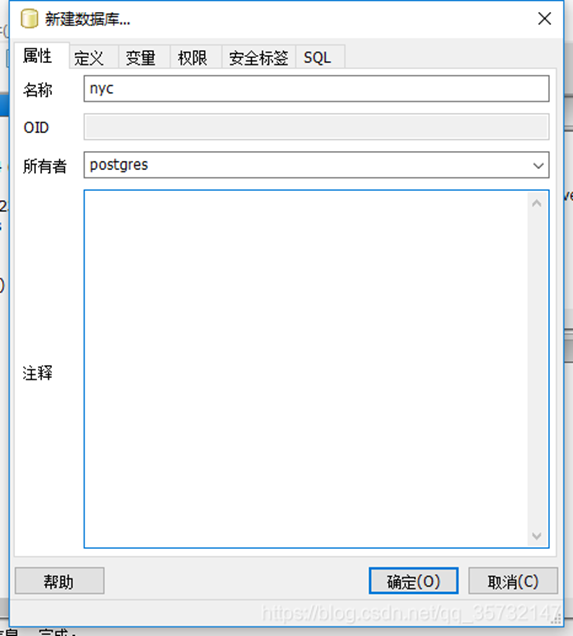 新建数据库...
属性 定义 变量 权限 安全标签 SQL
名称 nyc
OID
所有者 postgres
注释
帮助 确定(O) 取消(C)
https://blog.csdn.net/qq_35732147